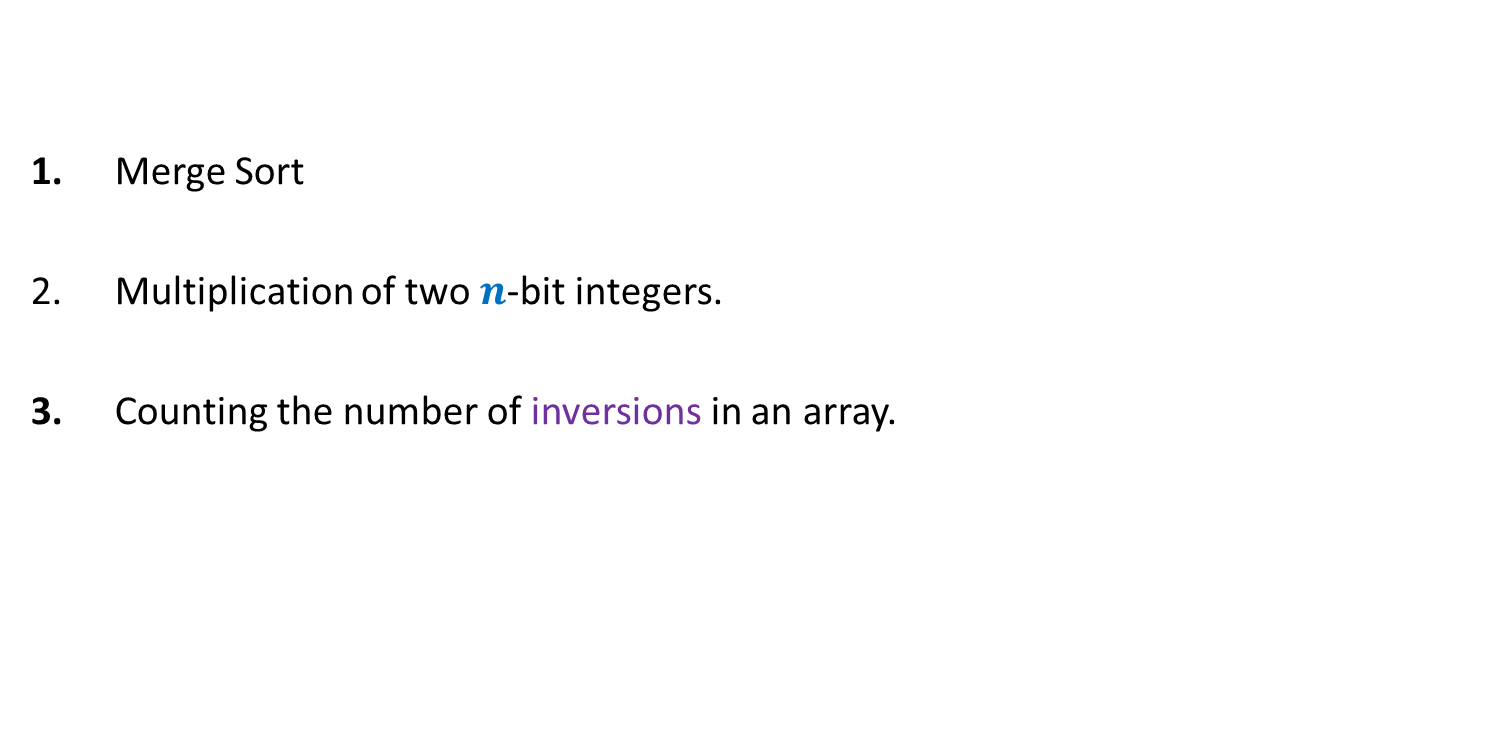 1. Merge Sort
2. Multiplication of two n-bit integers.
3. Counting the number of inversions in an array.